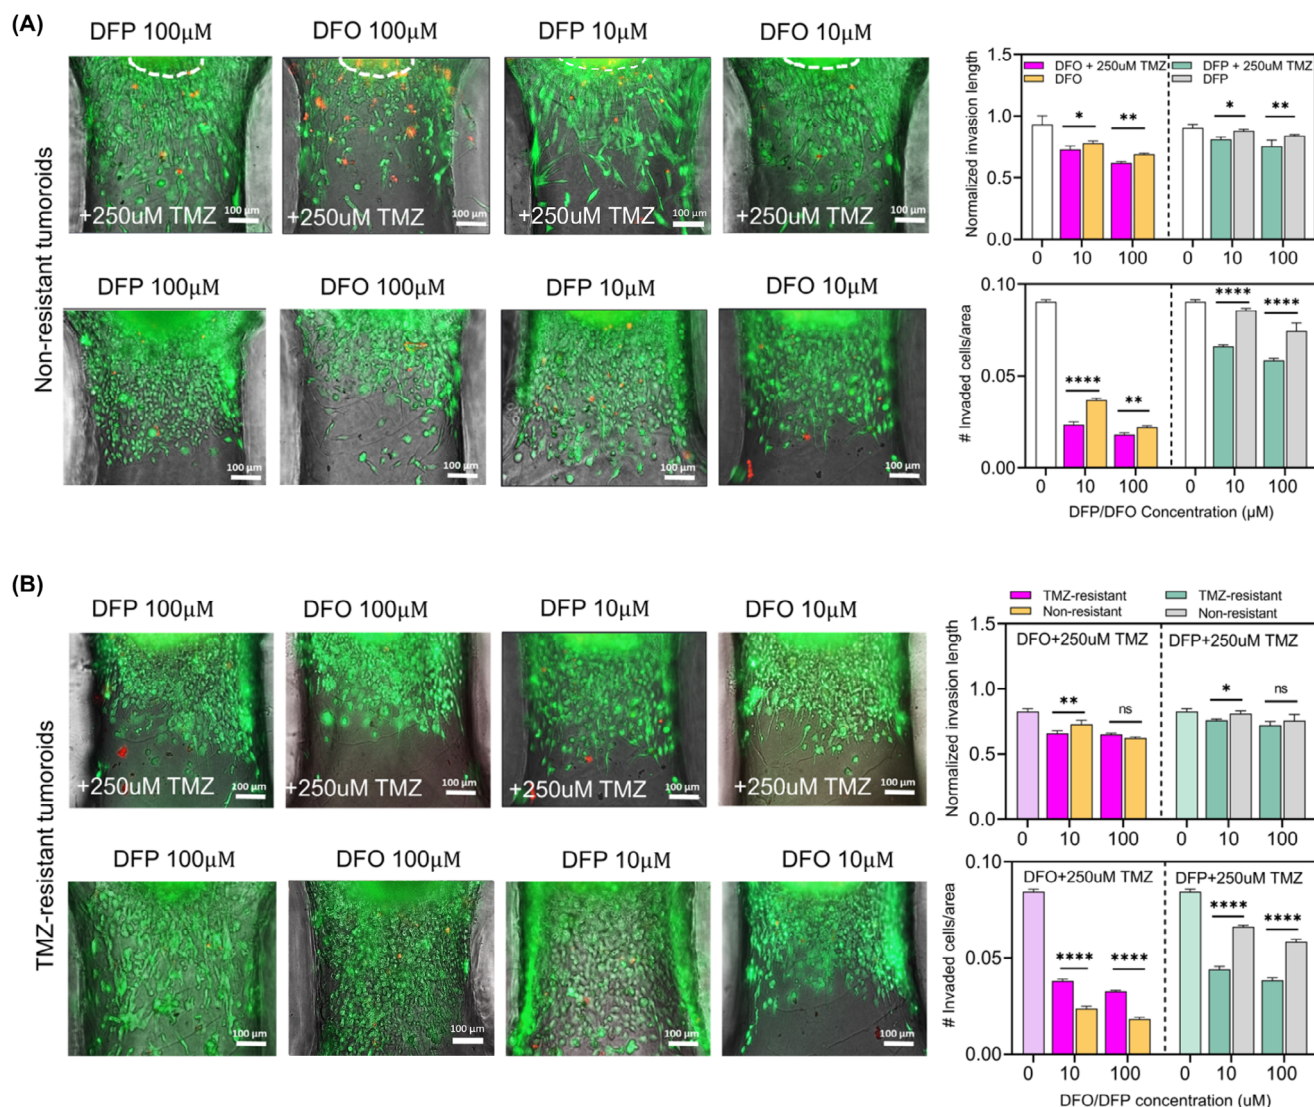 (A)
DFP 100μM
DFO 100μM
DFP 10μM
DFO 10μM
Non-resistant tumoroids
+250uM TMZ
100 μm
+250uM TMZ
100 μm
+250uM TMZ
100 μm
+250uM TMZ
100 μm
DFP 100μM
DFO 100μM
DFP 10μM
DFO 10μM
100 μm
100 μm
100 μm
100 μm
Normalized invasion length
1.5
1.0
0.5
0.0
DFO + 250uM TMZ
DFO
DFP + 250uM TMZ
DFP
*
**
*
**
0
10
100
0
10
100
# Invaded cells/area
0.10
0.05
0.00
****
**
****
****
0
10
100
0
10
100
DFP/DFO Concentration (μM)
(B)
DFP 100μM
DFO 100μM
DFP 10μM
DFO 10μM
TMZ-resistant tumoroids
+250uM TMZ
100 μm
+250uM TMZ
100 μm
+250uM TMZ
100 μm
+250uM TMZ
100 μm
DFP 100μM
DFO 100μM
DFP 10μM
DFO 10μM
100 μm
100 μm
100 μm
100 μm
TMZ-resistant
Non-resistant
TMZ-resistant
Non-resistant
Normalized invasion length
1.5
1.0
0.5
0.0
DFO+250uM TMZ
DFP+250uM TMZ
**
ns
*
ns
0
10
100
0
10
100
# Invaded cells/area
0.10
0.05
0.00
DFO+250uM TMZ
DFP+250uM TMZ
****
****
****
****
0
10
100
0
10
100
DFO/DFP concentration (uM)